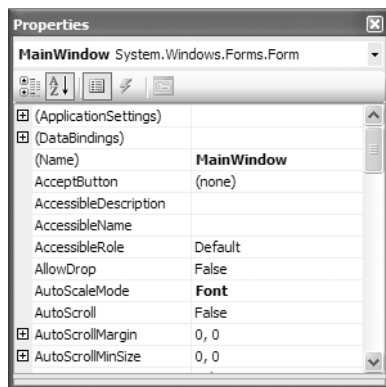 Properties
MainWindow System.Windows.Forms.Form
(ApplicationSettings)
(DataBindings)
(Name) MainWindow
AcceptButton (none)
AccessibleDescription
AccessibleName
AccessibleRole Default
AllowDrop False
AutoScaleMode Font
AutoScroll False
AutoScrollMargin 0, 0
AutoScrollMinSize 0, 0